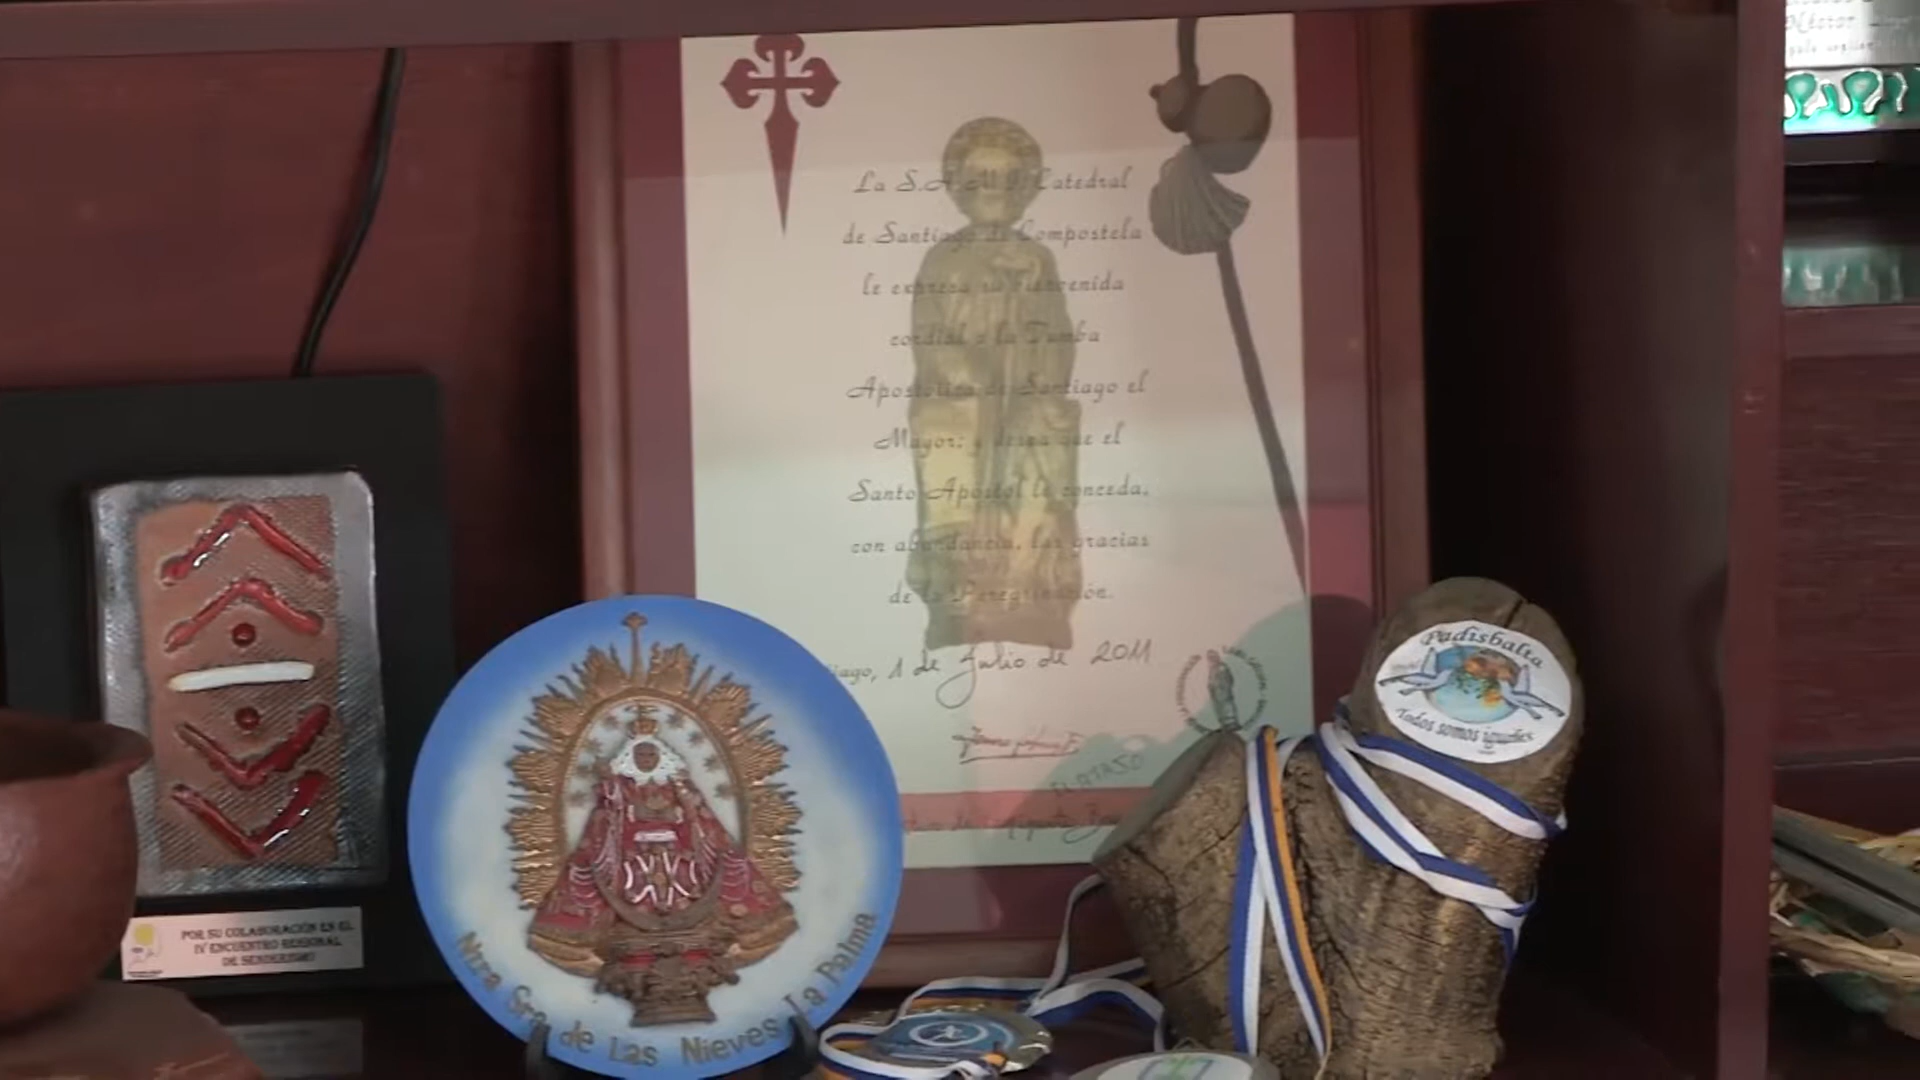 La S.A.M.I. Catedral
de Santiago de Compostela
le expresa su bienvenida
cordial a la Tumba
Apostólica de Santiago el
Mayor; y desea que el
Santo Apóstol le conceda,
con abundancia, las gracias
de la Peregrinación.
iago, 1 de Julio de 2011
POR SU COLABORACIÓN EN EL
IV ENCUENTRO REGIONAL
DE SENDERISMO
Ntra Sra de Las Nieves La Palma
Padisbalta
Todos somos iguales
Néstor